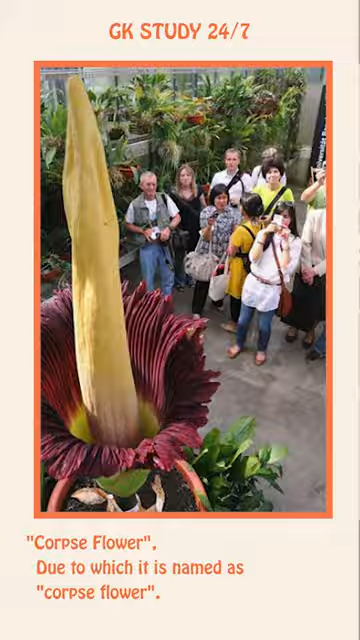 GK STUDY 24/7
"Corpse Flower".
Due to which it is named as
"corpse flower".